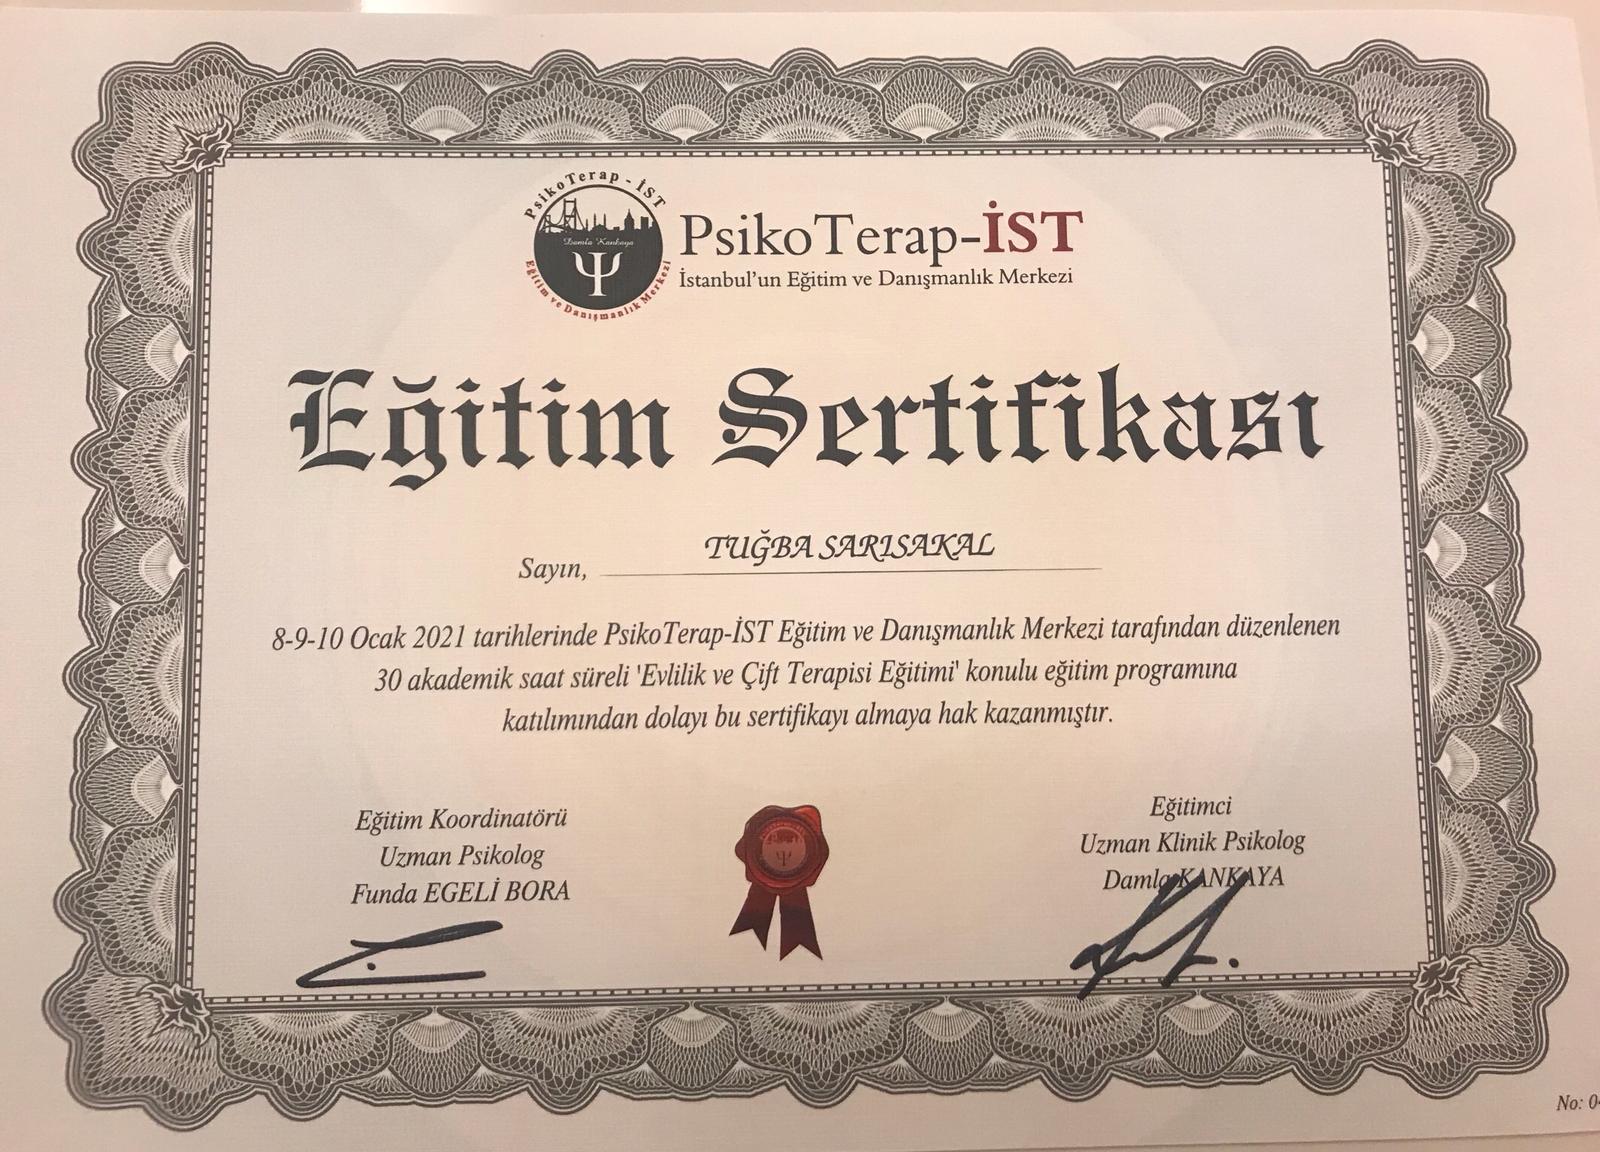 PsikoTerap - İST
Damla Kankaya
Eğitim ve Danışmanlık Merkezi
PsikoTerap-İST
İstanbul'un Eğitim ve Danışmanlık Merkezi
Eğitim Sertifikası
Sayın, TUĞBA SARISAKAL
8-9-10 Ocak 2021 tarihlerinde PsikoTerap-İST Eğitim ve Danışmanlık Merkezi tarafından düzenlenen
30 akademik saat süreli 'Evlilik ve Çift Terapisi Eğitimi' konulu eğitim programına
katılımından dolayı bu sertifikayı almaya hak kazanmıştır.
Eğitim Koordinatörü
Uzman Psikolog
Funda EGELİ BORA
Eğitimci
Uzman Klinik Psikolog
Damla KANKAYA
No: